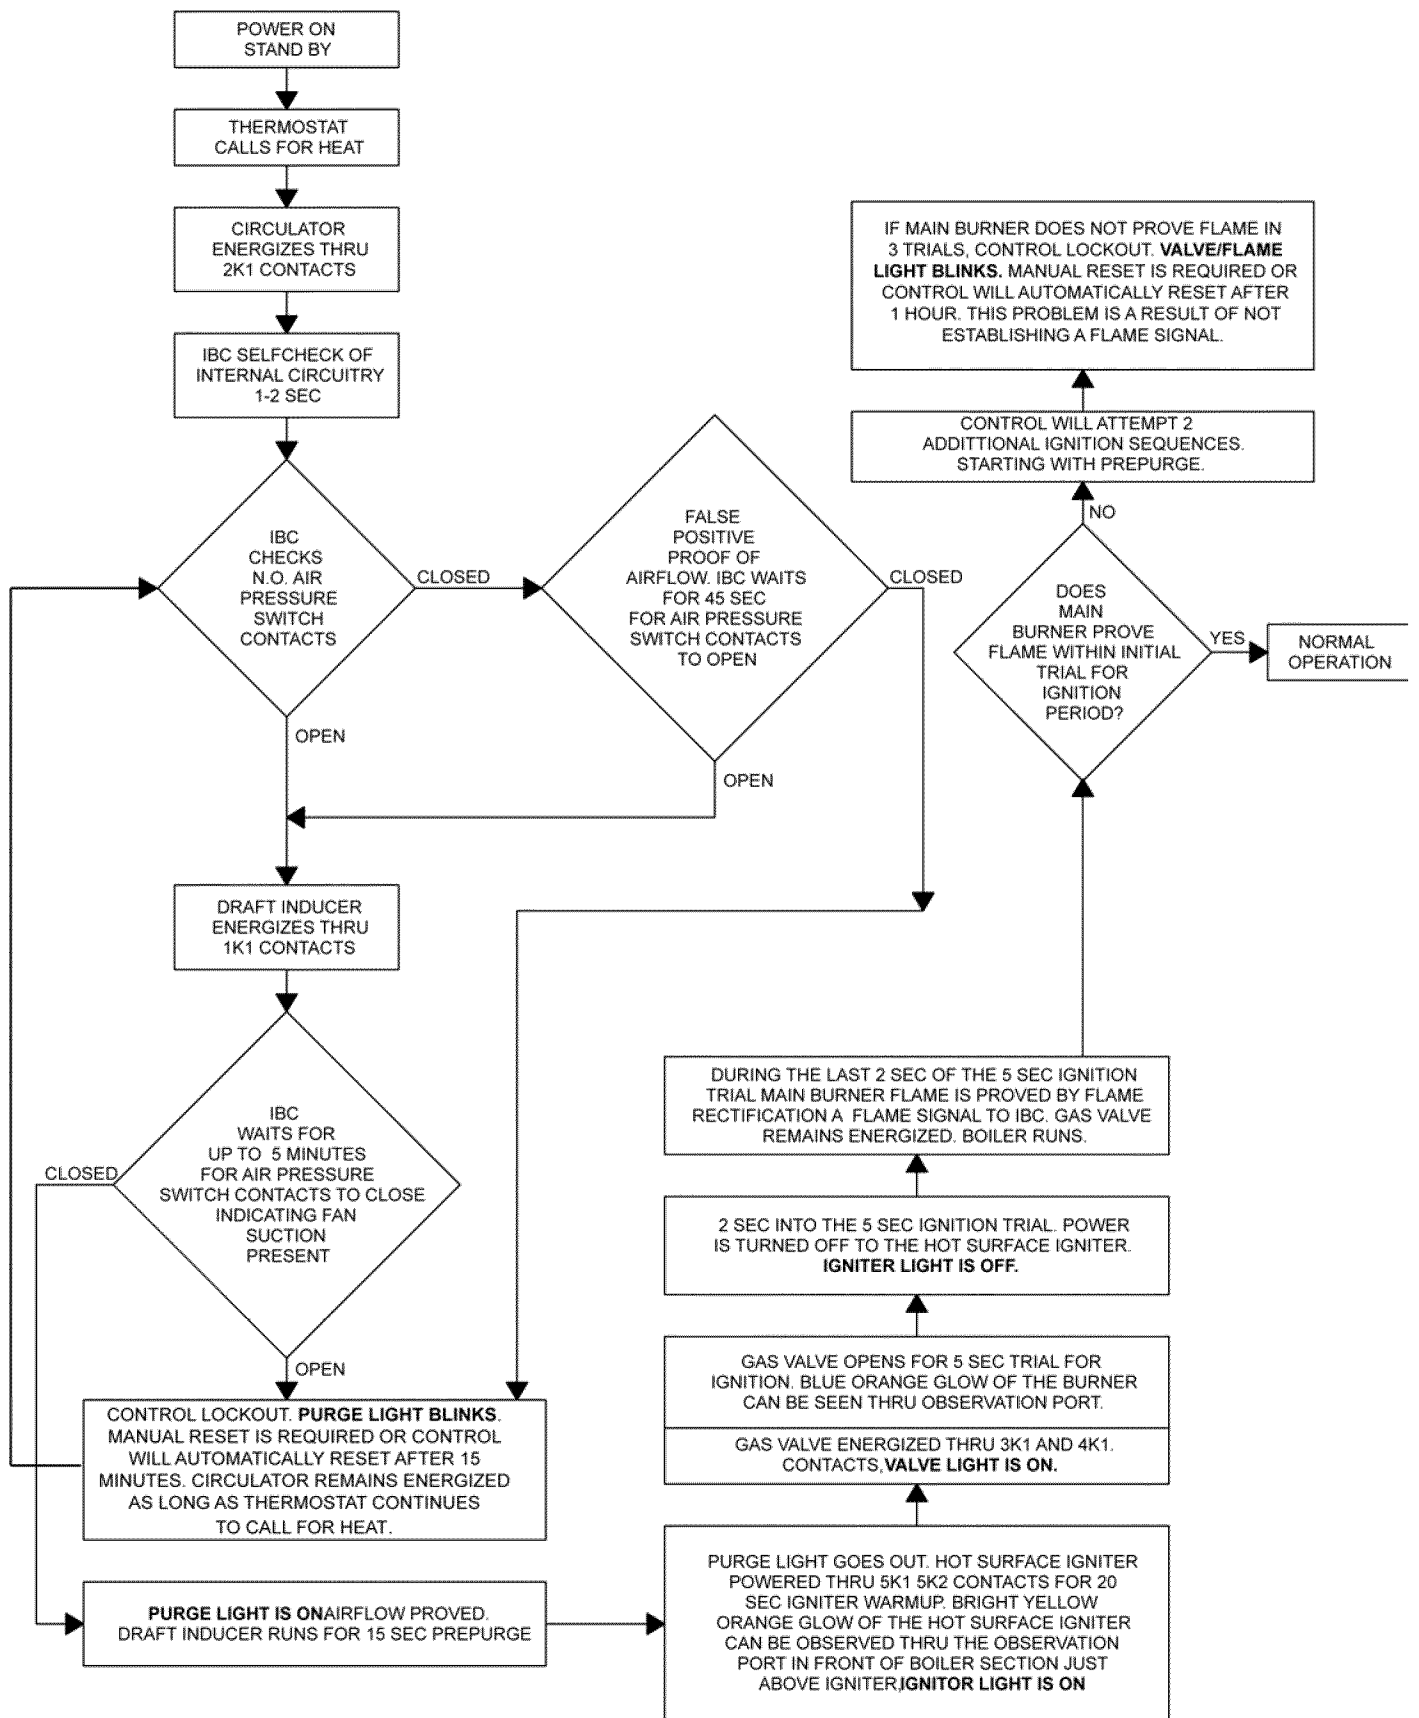 POWER ON
STAND BY
THERMOSTAT
CALLS FOR HEAT
CIRCULATOR
ENERGIZES THRU
2K1 CONTACTS
IBC SELFCHECK OF
INTERNAL CIRCUITRY
1-2 SEC
IBC
CHECKS
N.O. AIR
PRESSURE
SWITCH
CONTACTS
CLOSED
OPEN
FALSE
POSITIVE
PROOF OF
AIRFLOW. IBC WAITS
FOR 45 SEC
FOR AIR PRESSURE
SWITCH CONTACTS
TO OPEN
CLOSED
OPEN
DRAFT INDUCER
ENERGIZES THRU
1K1 CONTACTS
IBC
WAITS FOR
UP TO 5 MINUTES
FOR AIR PRESSURE
SWITCH CONTACTS TO CLOSE
INDICATING FAN
SUCTION
PRESENT
CLOSED
OPEN
CONTROL LOCKOUT. PURGE LIGHT BLINKS.
MANUAL RESET IS REQUIRED OR CONTROL
WILL AUTOMATICALLY RESET AFTER 15
MINUTES. CIRCULATOR REMAINS ENERGIZED
AS LONG AS THERMOSTAT CONTINUES
TO CALL FOR HEAT.
PURGE LIGHT IS ONAIRFLOW PROVED.
DRAFT INDUCER RUNS FOR 15 SEC PREPURGE
PURGE LIGHT GOES OUT. HOT SURFACE IGNITER
POWERED THRU 5K1 5K2 CONTACTS FOR 20
SEC IGNITER WARMUP. BRIGHT YELLOW
ORANGE GLOW OF THE HOT SURFACE IGNITER
CAN BE OBSERVED THRU THE OBSERVATION
PORT IN FRONT OF BOILER SECTION JUST
ABOVE IGNITER,IGNITOR LIGHT IS ON
GAS VALVE OPENS FOR 5 SEC TRIAL FOR
IGNITION. BLUE ORANGE GLOW OF THE BURNER
CAN BE SEEN THRU OBSERVATION PORT.
GAS VALVE ENERGIZED THRU 3K1 AND 4K1.
CONTACTS,VALVE LIGHT IS ON.
2 SEC INTO THE 5 SEC IGNITION TRIAL. POWER
IS TURNED OFF TO THE HOT SURFACE IGNITER.
IGNITER LIGHT IS OFF.
DURING THE LAST 2 SEC OF THE 5 SEC IGNITION
TRIAL MAIN BURNER FLAME IS PROVED BY FLAME
RECTIFICATION A FLAME SIGNAL TO IBC. GAS VALVE
REMAINS ENERGIZED. BOILER RUNS.
DOES
MAIN
BURNER PROVE
FLAME WITHIN INITIAL
TRIAL FOR
IGNITION
PERIOD?
YES
NORMAL
OPERATION
NO
CONTROL WILL ATTEMPT 2
ADDITTIONAL IGNITION SEQUENCES.
STARTING WITH PREPURGE.
IF MAIN BURNER DOES NOT PROVE FLAME IN
3 TRIALS, CONTROL LOCKOUT. VALVE/FLAME
LIGHT BLINKS. MANUAL RESET IS REQUIRED OR
CONTROL WILL AUTOMATICALLY RESET AFTER
1 HOUR. THIS PROBLEM IS A RESULT OF NOT
ESTABLISHING A FLAME SIGNAL.